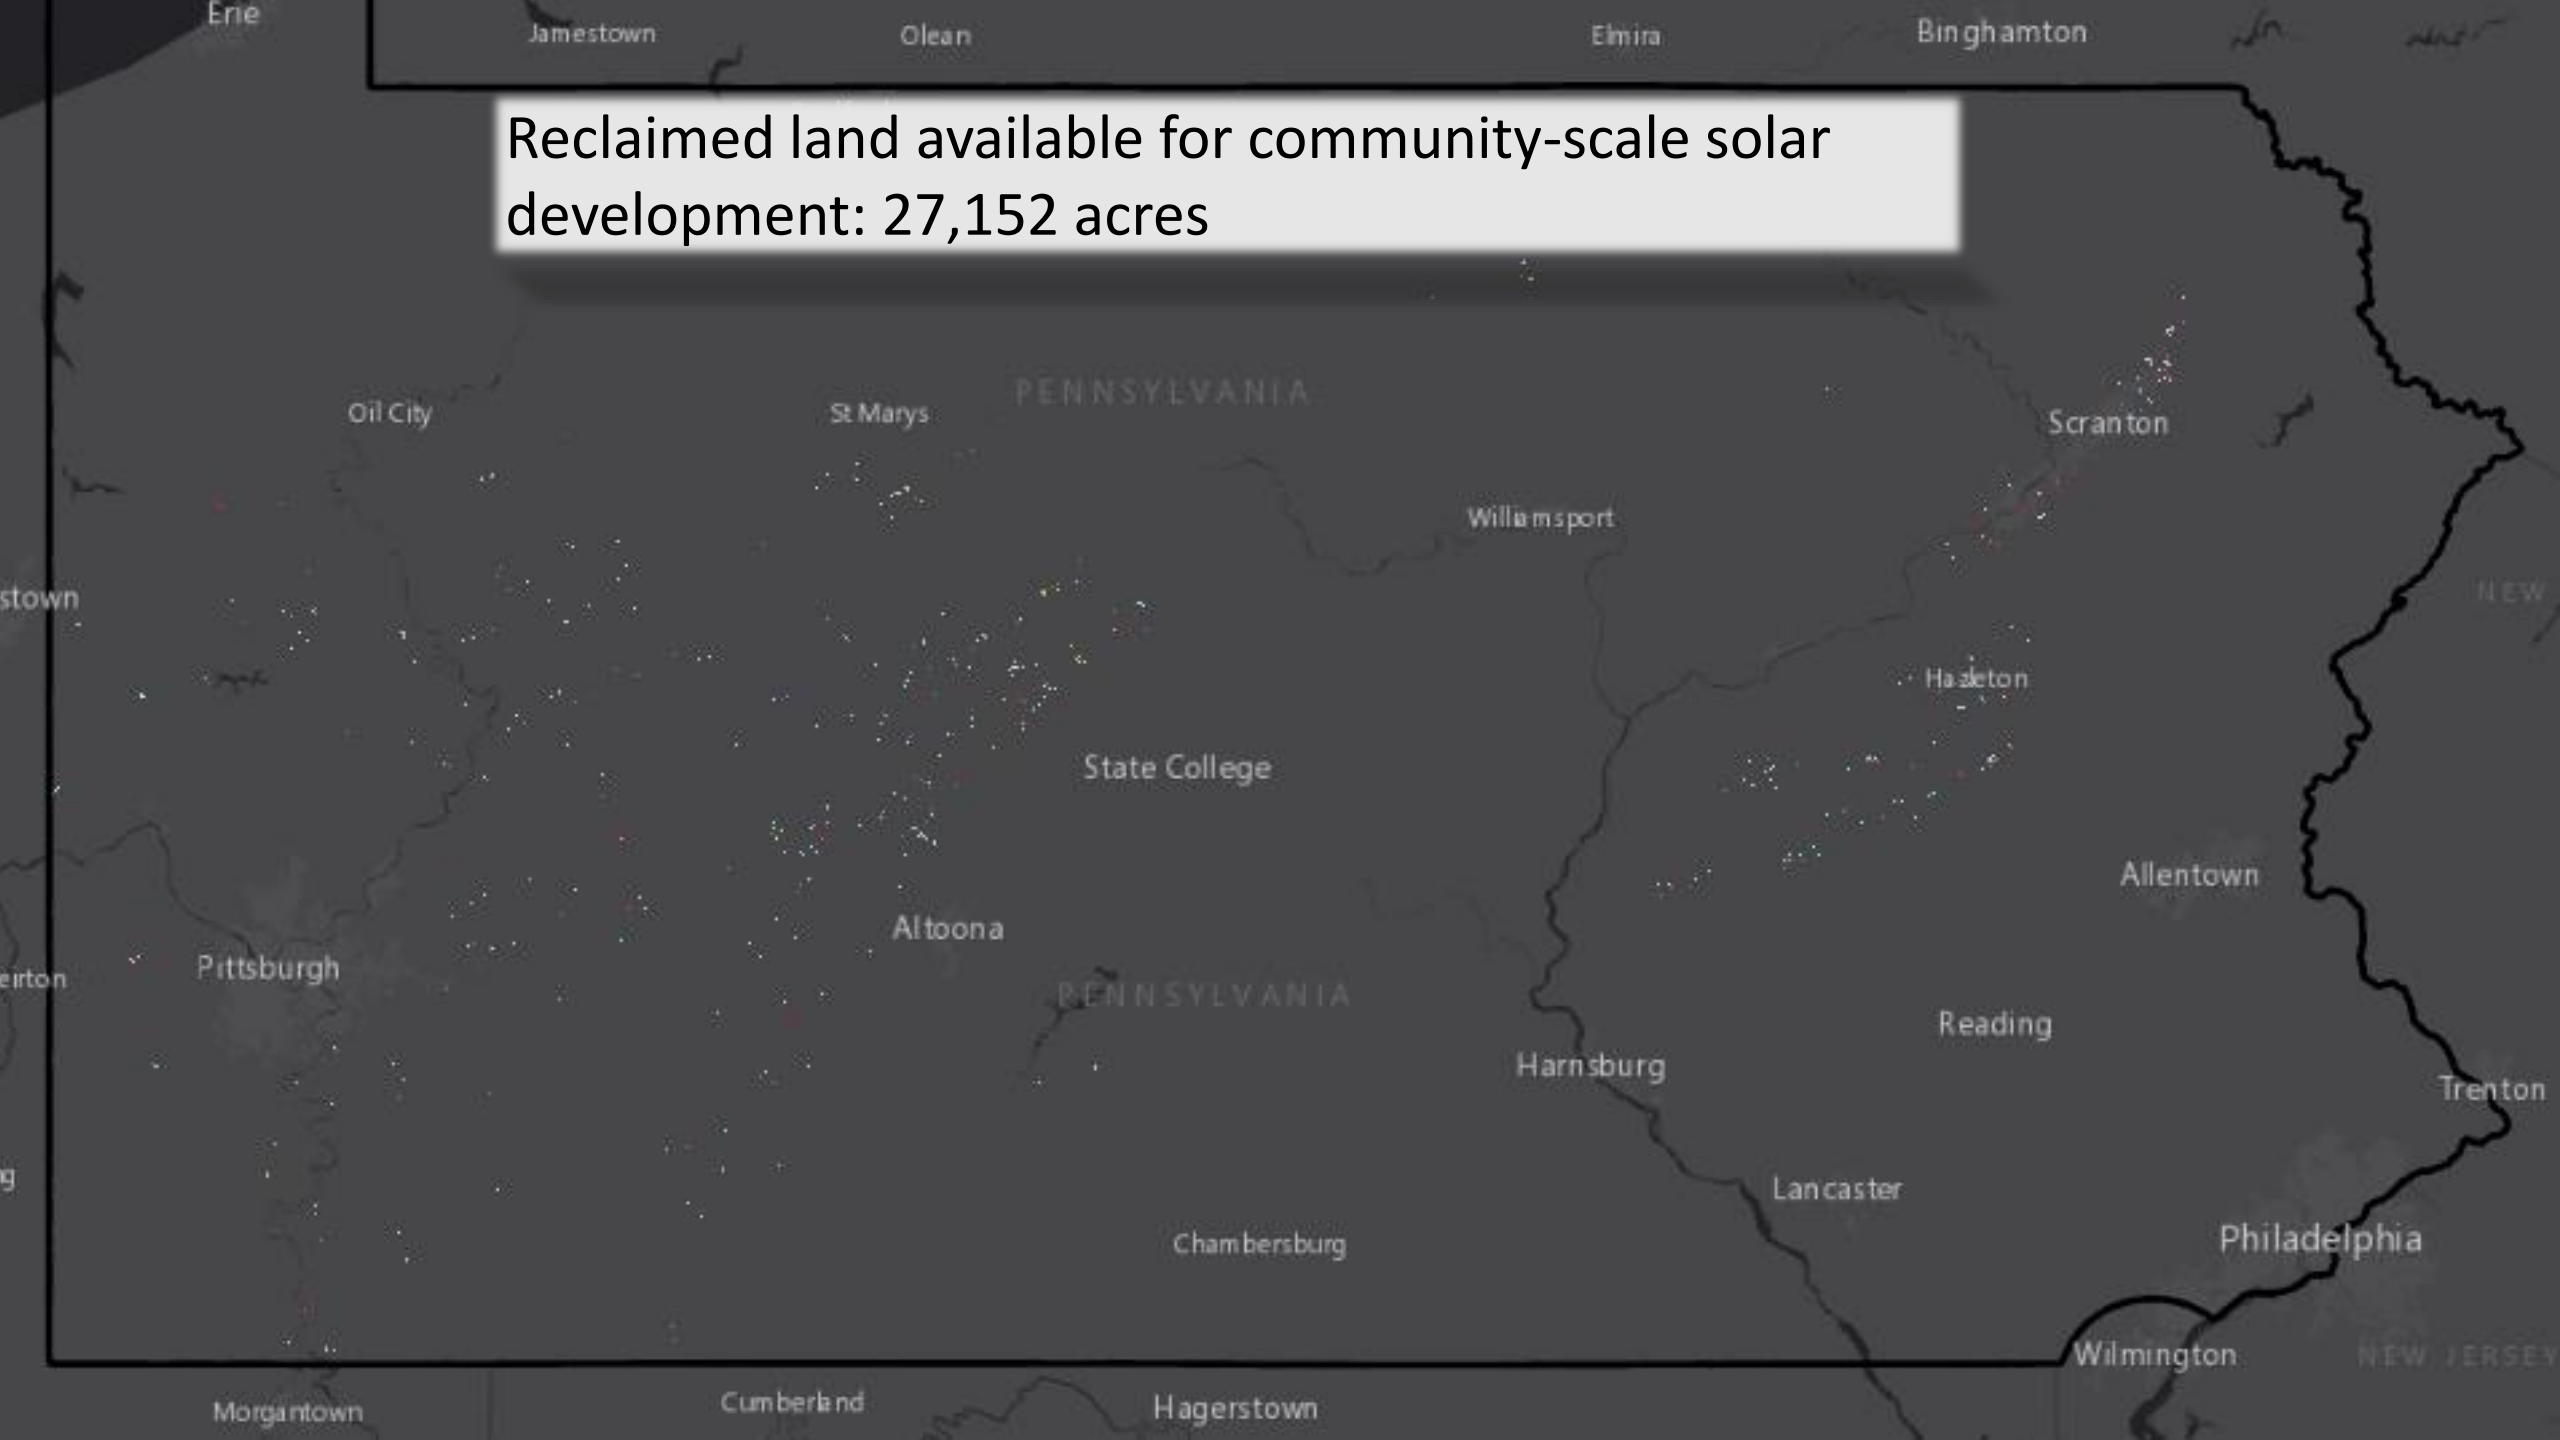 Erie
Jamestown
Olean
Elmira
Binghamton
Reclaimed land available for community-scale solar
development: 27,152 acres
PENNSYLVANIA
Oil City
St Marys
Scranton
Williamsport
stown
NEW
Hazleton
State College
Allentown
Altoona
Pittsburgh
eirton
PENNSYLVANIA
Reading
Harrisburg
Trenton
g
Lancaster
Philadelphia
Chambersburg
Wilmington
NEW JERSEY
Morgantown
Cumberland
Hagerstown